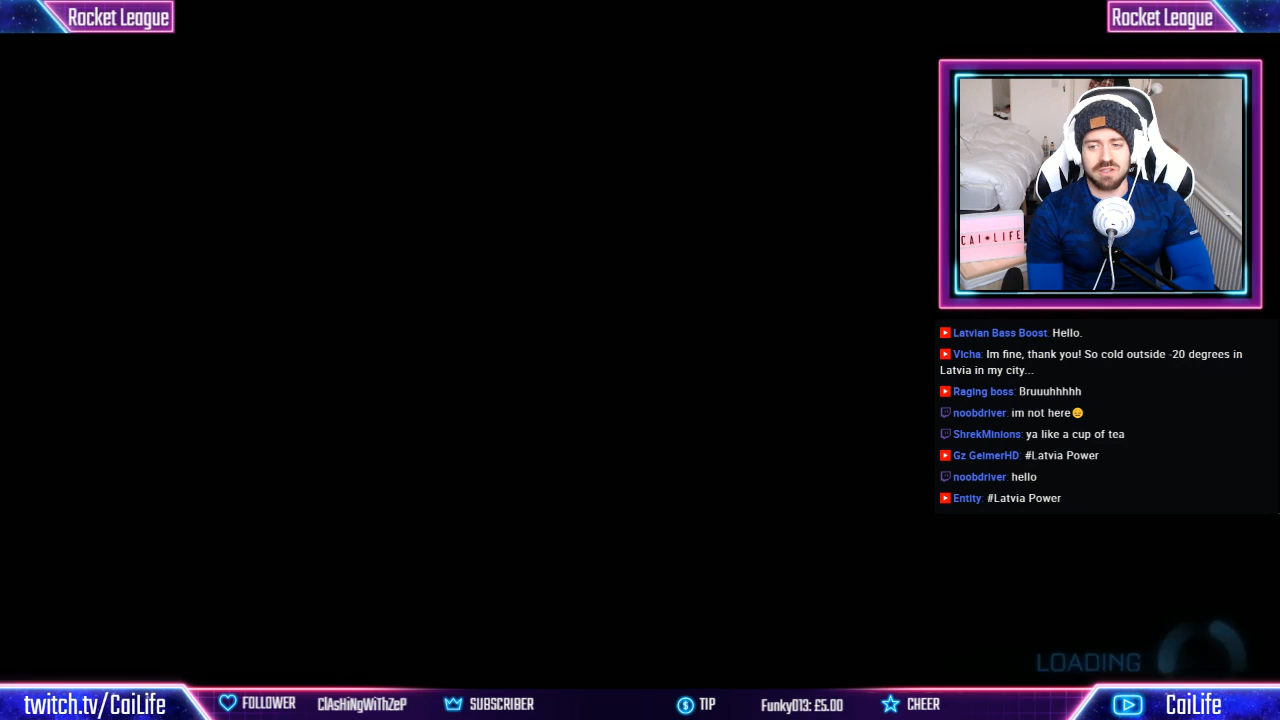 Rocket League
Rocket League
CAI★LIFE
Latvian Bass Boost: Hello.
Vicha: Im fine, thank you! So cold outside -20 degrees in
Latvia in my city...
Raging boss: Bruuuhhhhh
noobdriver: im not here😖
ShrekMinions: ya like a cup of tea
Gz GeimerHD: #Latvia Power
noobdriver: hello
Entity: #Latvia Power
LOADING
twitch.tv/CaiLife
FOLLOWER ClAsHiNgWiThZeP
SUBSCRIBER
TIP Funky013: £5.00
CHEER
CaiLife